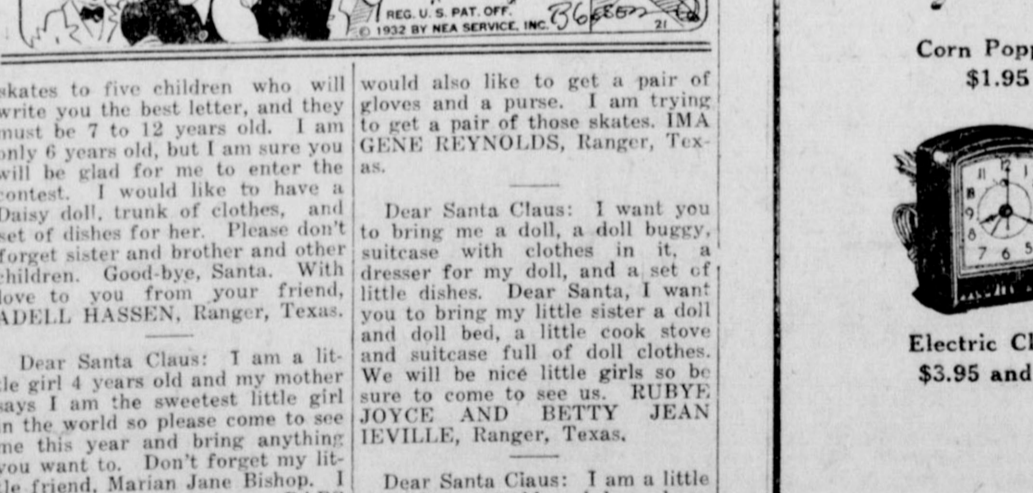 REG. U. S. PAT. OFF.
© 1932 BY NEA SERVICE, INC.
21
skates to five children who will
write you the best letter, and they
must be 7 to 12 years old. I am
only 6 years old, but I am sure you
will be glad for me to enter the
contest. I would like to have a
Daisy doll, trunk of clothes, and
set of dishes for her. Please don't
forget sister and brother and other
children. Good-bye, Santa. With
love to you from your friend,
ADELL HASSEN, Ranger, Texas.
Dear Santa Claus: I am a lit-
tle girl 4 years old and my mother
says I am the sweetest little girl
in the world so please come to see
me this year and bring anything
you want to. Don't forget my lit-
tle friend, Marian Jane Bishop. I
would also like to get a pair of
gloves and a purse. I am trying
to get a pair of those skates. IMA
GENE REYNOLDS, Ranger, Tex-
as.
Dear Santa Claus: I want you
to bring me a doll, a doll buggy,
suitcase with clothes in it, a
dresser for my doll, and a set of
little dishes. Dear Santa, I want
you to bring my little sister a doll
and doll bed, a little cook stove
and suitcase full of doll clothes.
We will be nice little girls so be
sure to come to see us. RUBYE
JOYCE AND BETTY JEAN
IEVILLE, Ranger, Texas.
Dear Santa Claus: I am a little
Corn Pop
$1.95
11 12 1
10
9
8
7 6 5
Electric Cl
$3.95 and